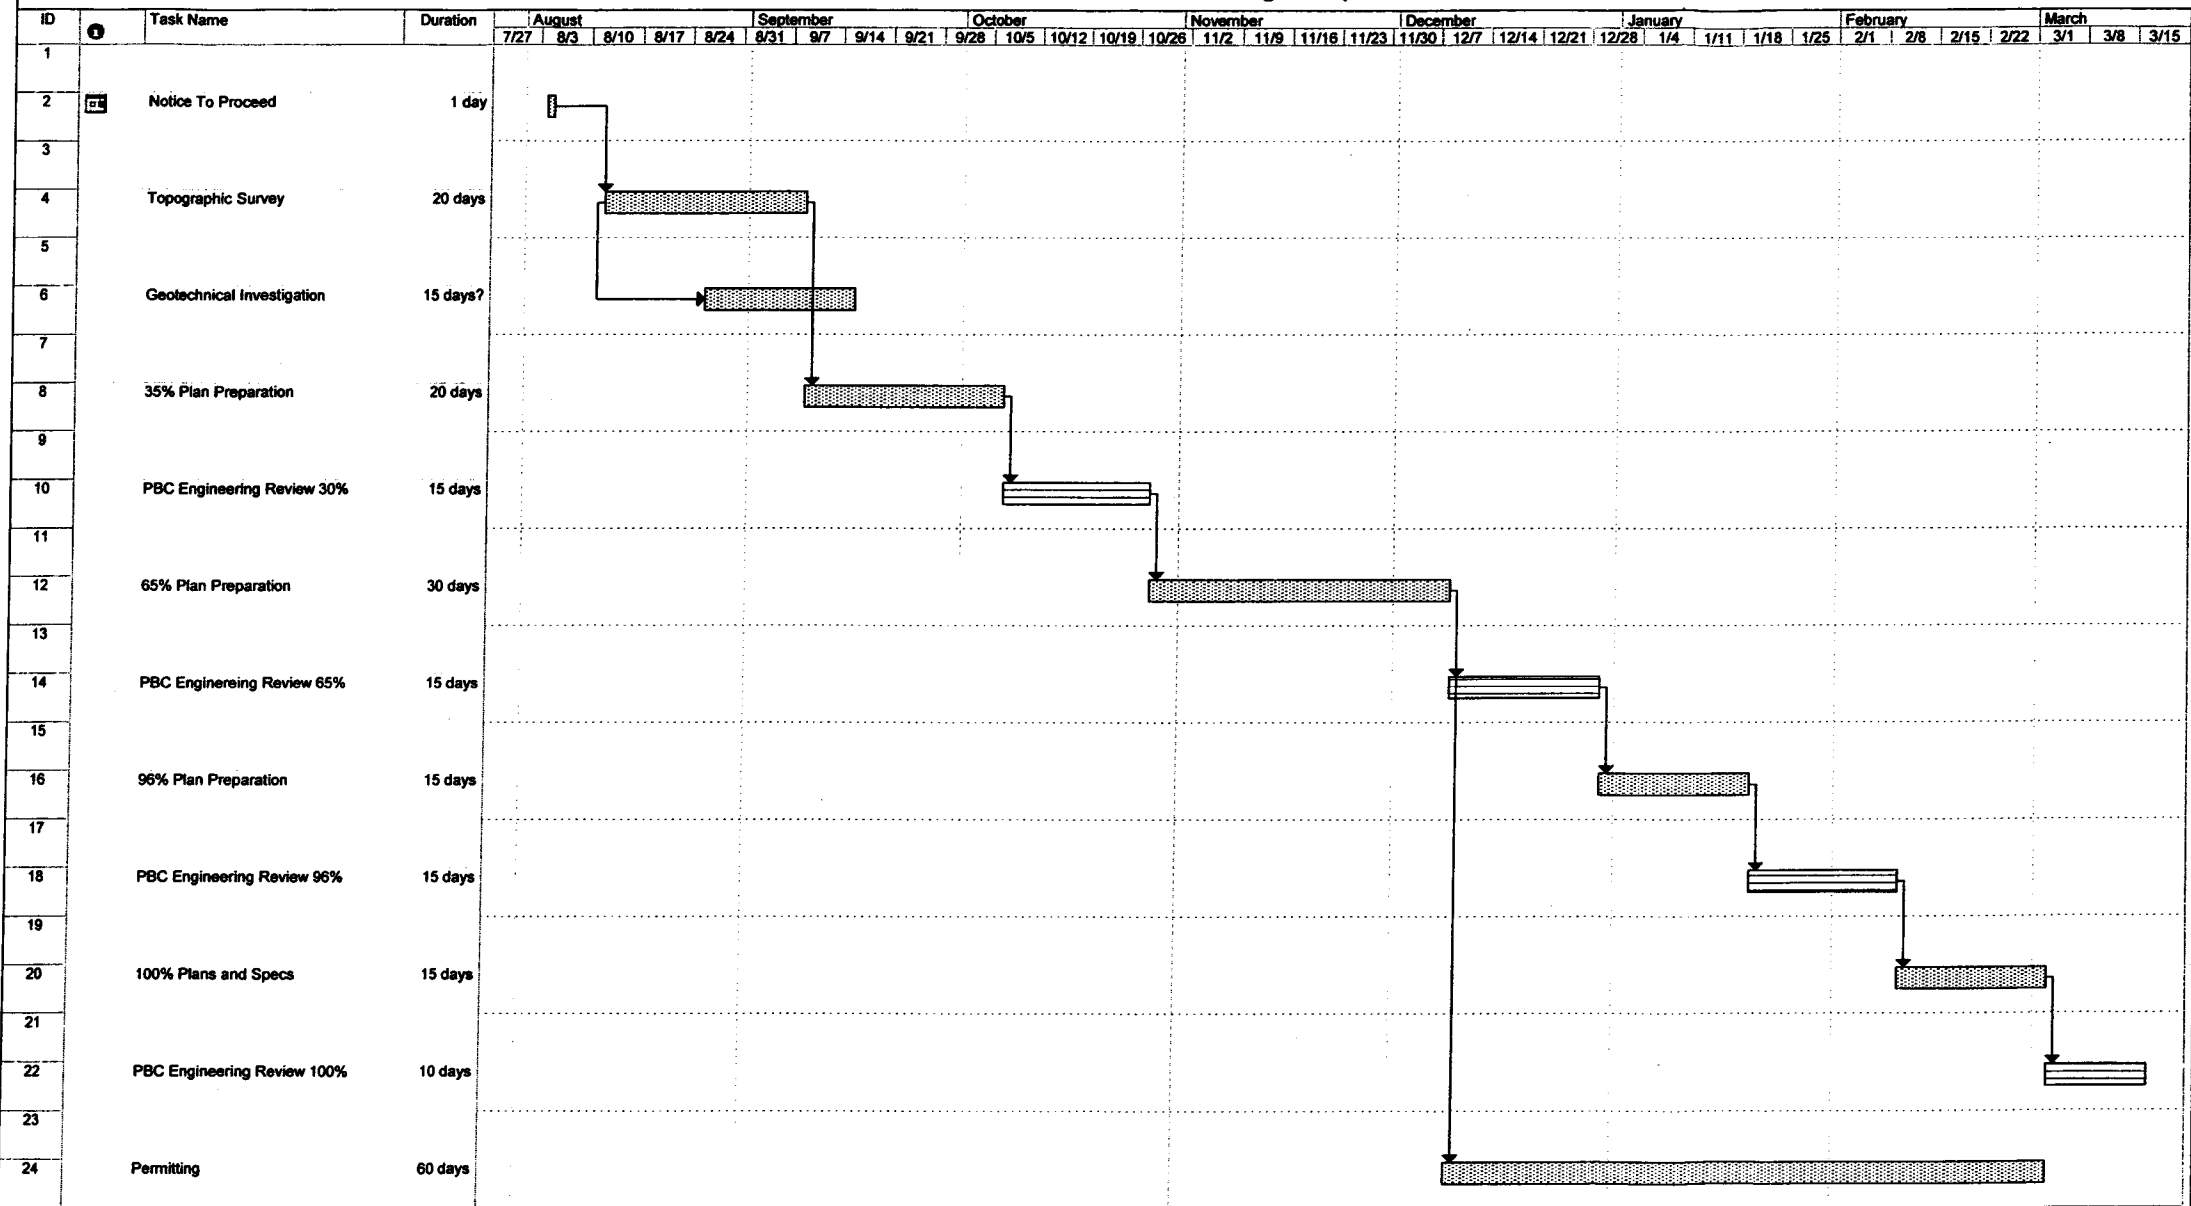 ID Task Name Duration August September October November December January February March
7/27 8/3 8/10 8/17 8/24 8/31 9/7 9/14 9/21 9/28 10/5 10/12 10/19 10/26 11/2 11/9 11/16 11/23 11/30 12/7 12/14 12/21 12/28 1/4 1/11 1/18 1/25 2/1 2/8 2/15 2/22 3/1 3/8 3/15
1
2 Notice To Proceed 1 day
3
4 Topographic Survey 20 days
5
6 Geotechnical Investigation 15 days?
7
8 35% Plan Preparation 20 days
9
10 PBC Engineering Review 30% 15 days
11
12 65% Plan Preparation 30 days
13
14 PBC Enginereing Review 65% 15 days
15
16 96% Plan Preparation 15 days
17
18 PBC Engineering Review 96% 15 days
19
20 100% Plans and Specs 15 days
21
22 PBC Engineering Review 100% 10 days
23
24 Permitting 60 days